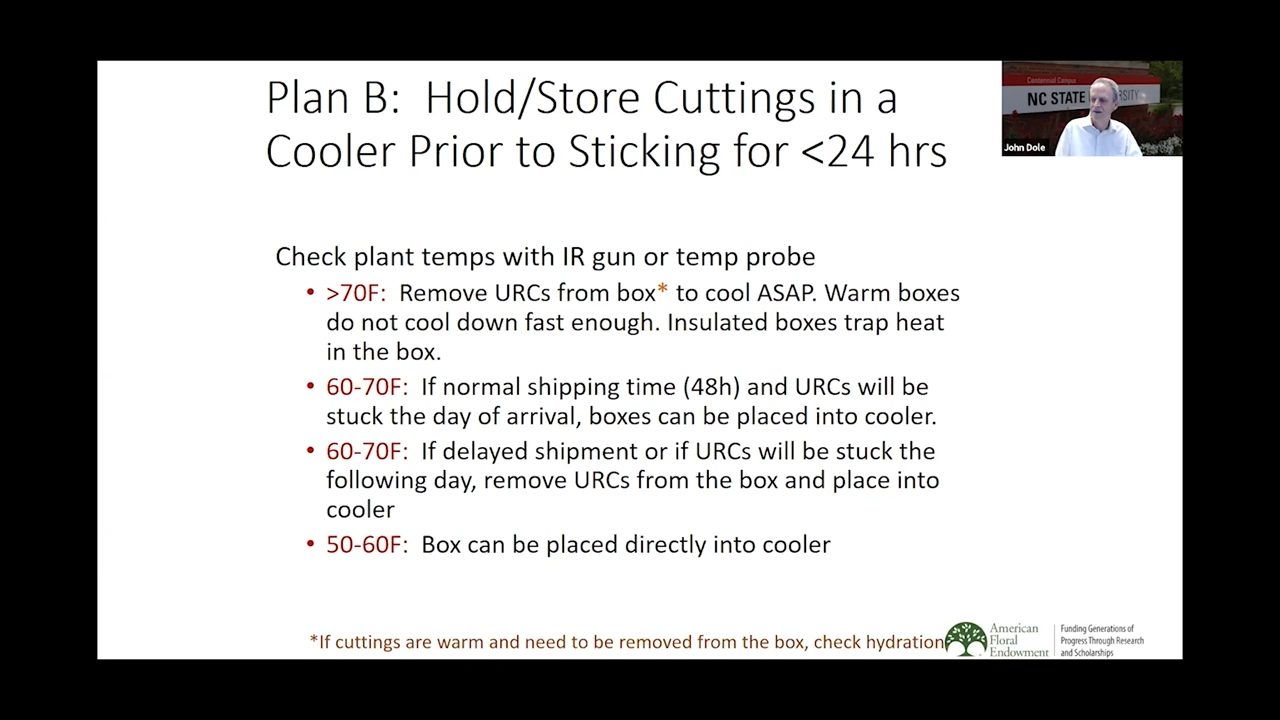 Plan B: Hold/Store Cuttings in a
Cooler Prior to Sticking for <24 hrs
Centennial Campus
NC STATE
John Dole
Check plant temps with IR gun or temp probe
• >70F: Remove URCs from box* to cool ASAP. Warm boxes
do not cool down fast enough. Insulated boxes trap heat
in the box.
• 60-70F: If normal shipping time (48h) and URCs will be
stuck the day of arrival, boxes can be placed into cooler.
• 60-70F: If delayed shipment or if URCs will be stuck the
following day, remove URCs from the box and place into
cooler
• 50-60F: Box can be placed directly into cooler
*If cuttings are warm and need to be removed from the box, check hydration
American
Floral
Endowment
Funding Generations of
Progress Through Research
and Scholarships